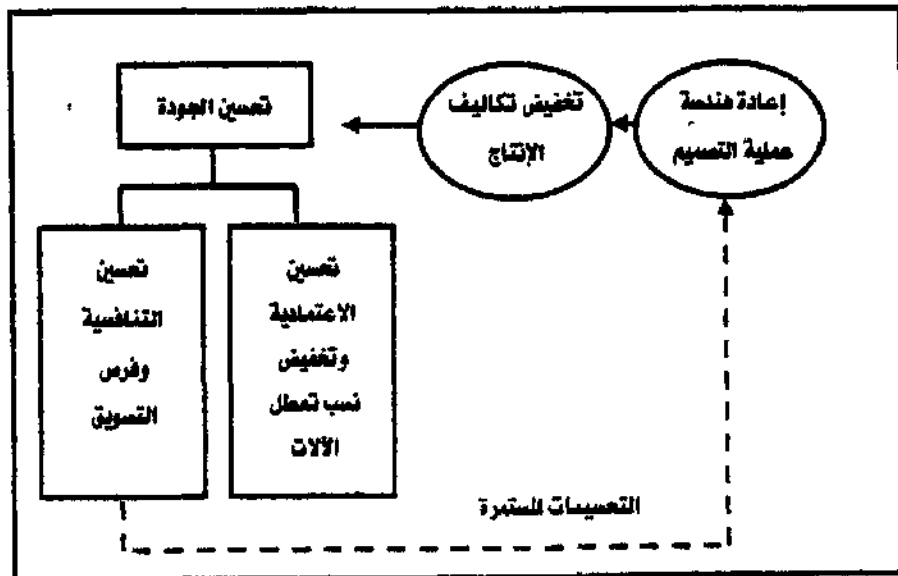 إعادة هندسة
عملية التصميم
تخفيض تكاليف
الإنتاج
تحسين الجودة
تحسين
الاعتمادية
وتخفيض
نسب تعطل
الآلات
تحسين
التنافسية
وفرص
التسويق
التحسينات المستمرة